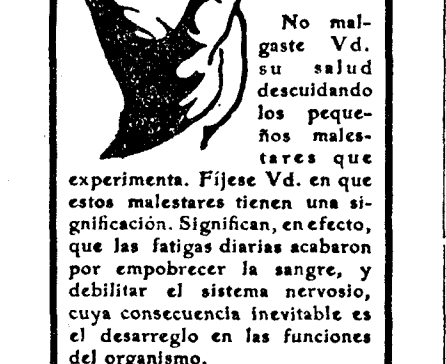 No mal-
gaste Vd.
su salud
descuidando
los peque-
ños males-
tares que
experimenta. Fíjese Vd. en que
estos malestares tienen una si-
gnificación. Significan, en efecto,
que las fatigas diarias acabaron
por empobrecer la sangre, y
debilitar el sistema nervioso,
cuya consecuencia inevitable es
el desarreglo en las funciones
del organismo.